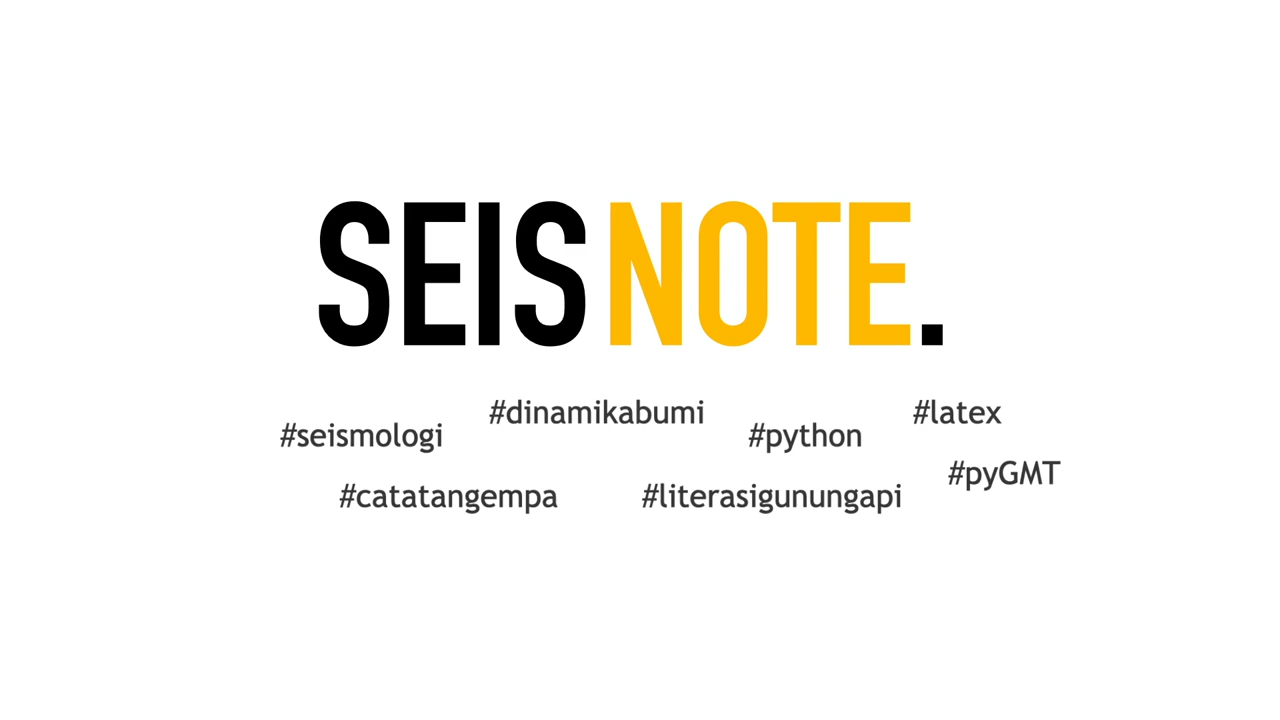 SEISNOTE.
#dinamikabumi
#latex
#seismologi
#python
#pyGMT
#catatangempa
#literasigunungapi